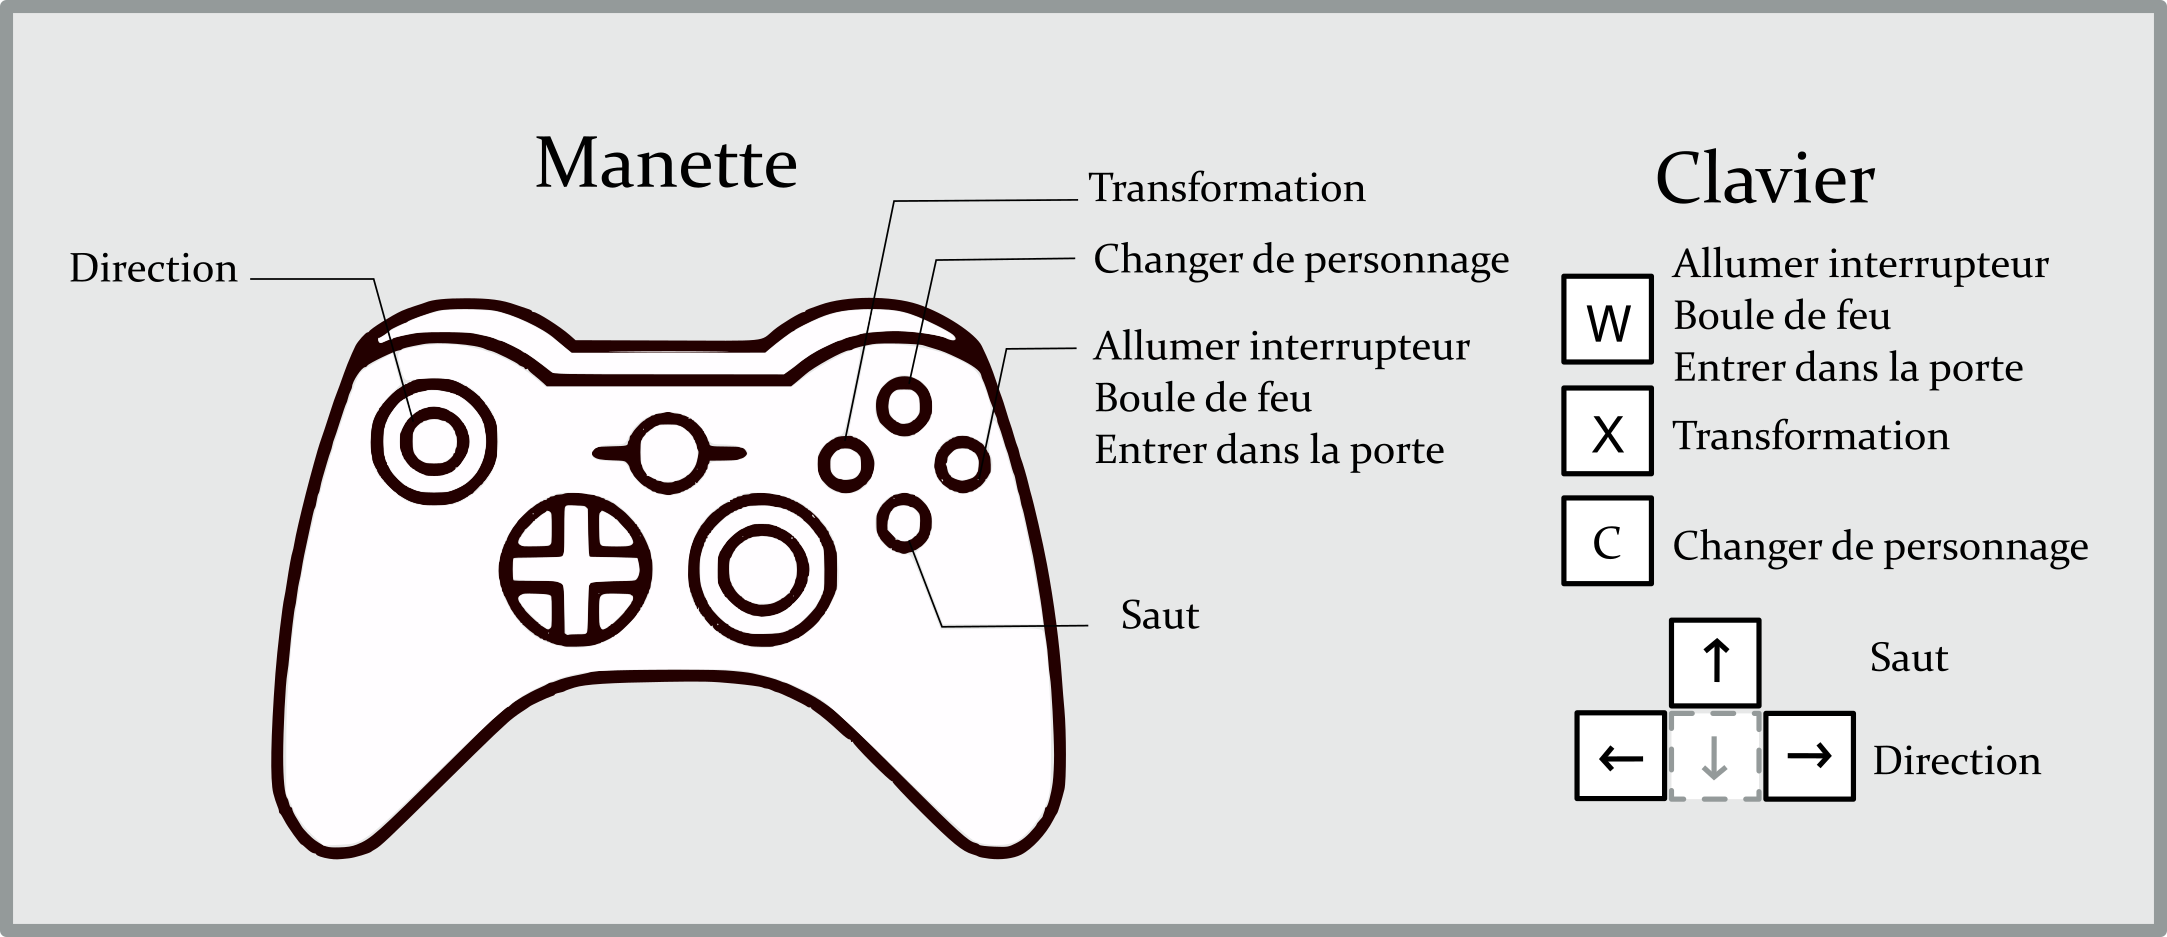 Manette
Direction
Transformation
Changer de personnage
Allumer interrupteur
Boule de feu
Entrer dans la porte
Saut
Clavier
W
Allumer interrupteur
Boule de feu
Entrer dans la porte
X
Transformation
C
Changer de personnage
↑
Saut
← ↓ →
Direction